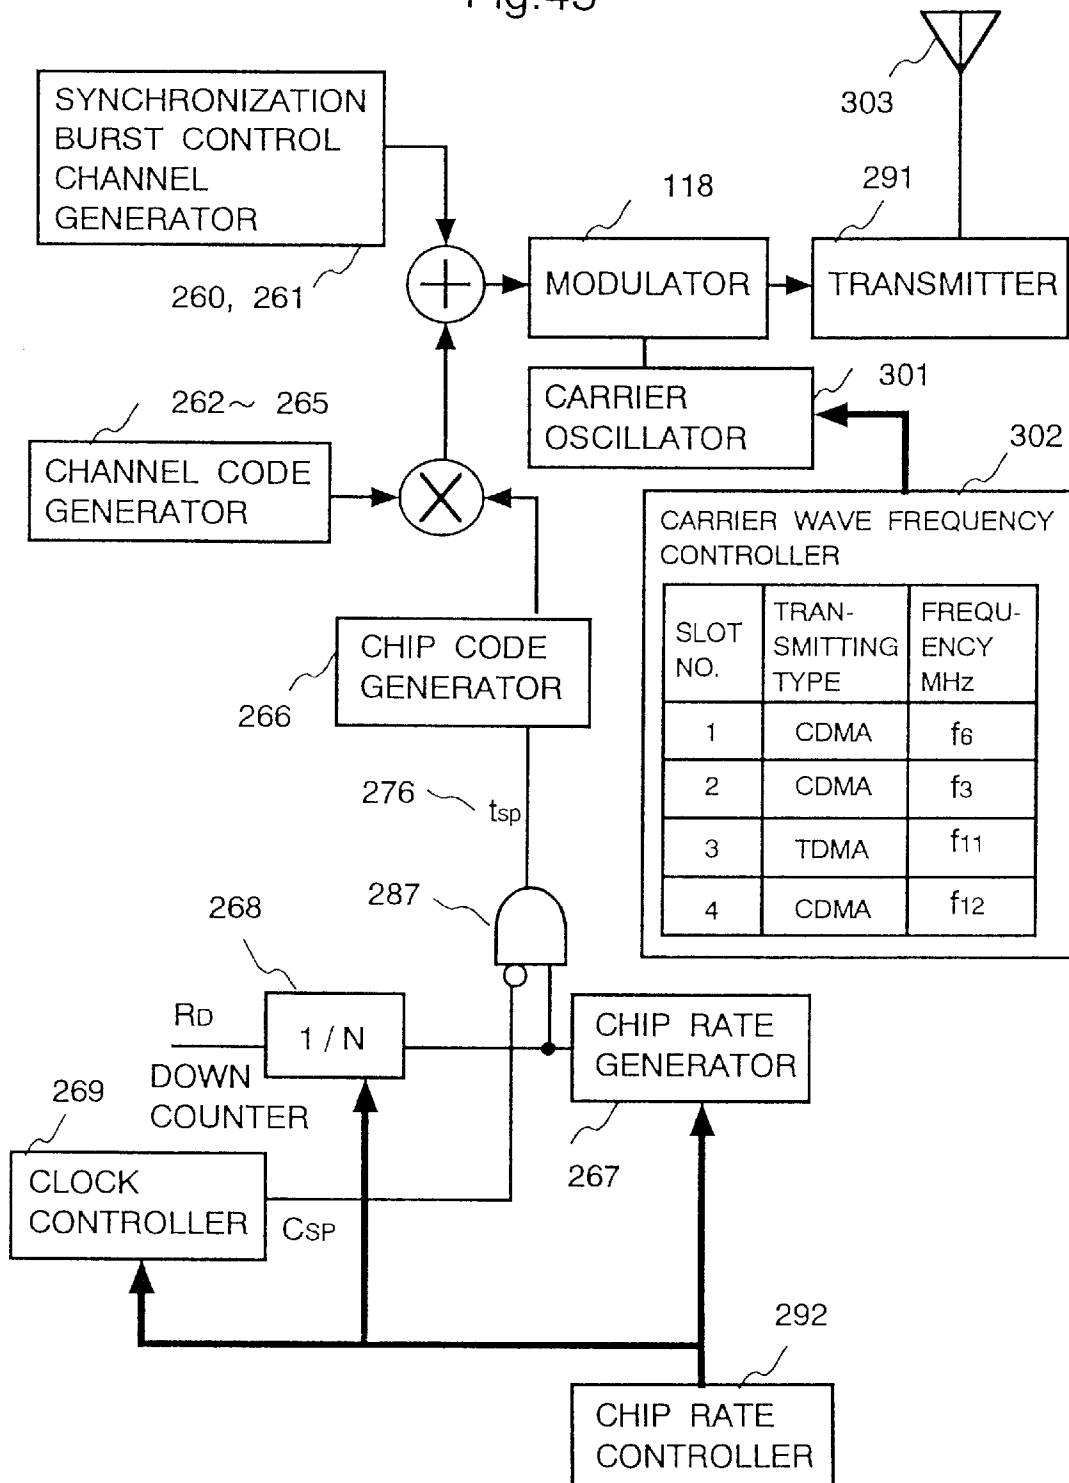 Fig.43
303
SYNCHRONIZATION
BURST CONTROL
CHANNEL
GENERATOR
260, 261
118
291
MODULATOR
TRANSMITTER
301
CARRIER
OSCILLATOR
262~ 265
CHANNEL CODE
GENERATOR
302
CARRIER WAVE FREQUENCY
CONTROLLER
SLOT NO. TRAN-SMITTING TYPE FREQU-ENCY MHz
1 CDMA f6
2 CDMA f3
3 TDMA f11
4 CDMA f12
CHIP CODE
GENERATOR
266
276 tsp
287
268
RD
1/N
DOWN
COUNTER
CHIP RATE
GENERATOR
267
269
CLOCK
CONTROLLER
CSP
292
CHIP RATE
CONTROLLER